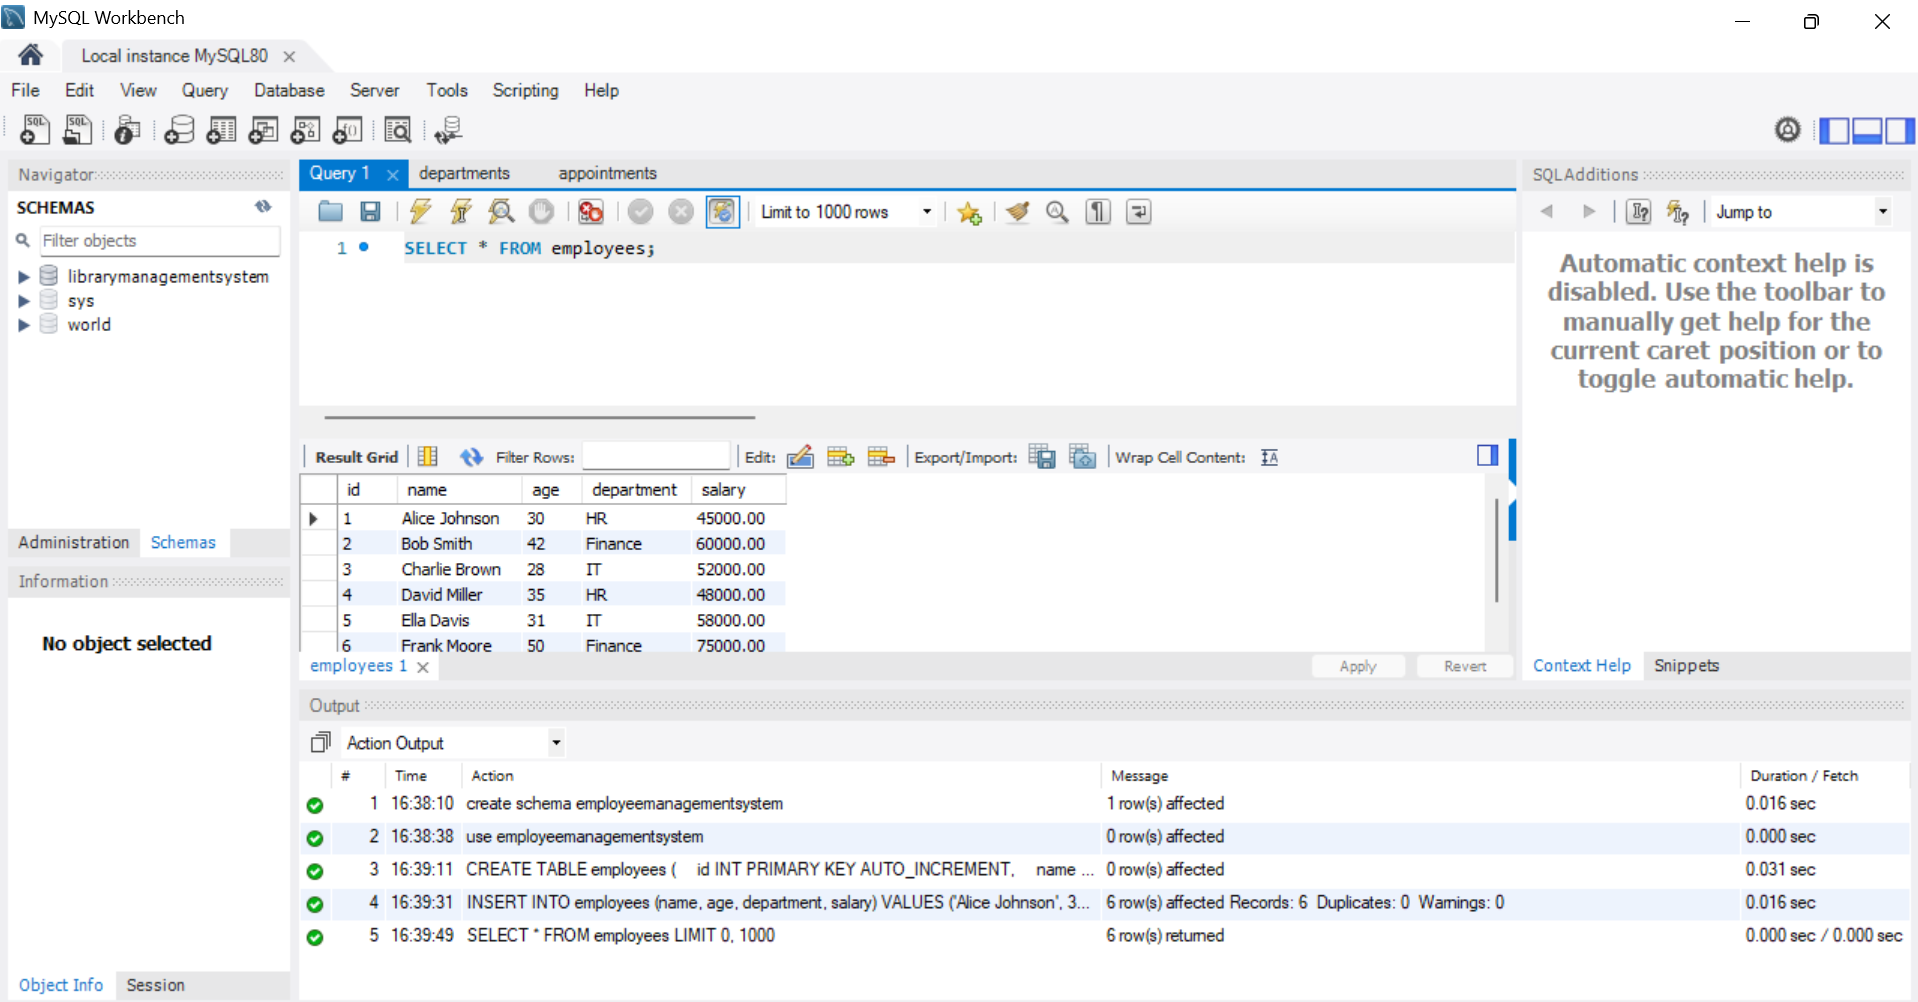 MySQL Workbench
Local instance MySQL80
File Edit View Query Database Server Tools Scripting Help
Navigator
SCHEMAS
Filter objects
librarymanagementsystem
sys
world
Administration Schemas
Information
No object selected
Object Info Session
Query 1 departments appointments
Limit to 1000 rows
1 SELECT * FROM employees;
Result Grid Filter Rows: Edit: Export/Import: Wrap Cell Content:
id name age department salary
1 Alice Johnson 30 HR 45000.00
2 Bob Smith 42 Finance 60000.00
3 Charlie Brown 28 IT 52000.00
4 David Miller 35 HR 48000.00
5 Ella Davis 31 IT 58000.00
6 Frank Moore 50 Finance 75000.00
employees 1 Apply Revert
SQLAdditions
Jump to
Automatic context help is
disabled. Use the toolbar to
manually get help for the
current caret position or to
toggle automatic help.
Context Help Snippets
Output
Action Output
# Time Action Message Duration / Fetch
1 16:38:10 create schema employeemanagementsystem 1 row(s) affected 0.016 sec
2 16:38:38 use employeemanagementsystem 0 row(s) affected 0.000 sec
3 16:39:11 CREATE TABLE employees ( id INT PRIMARY KEY AUTO_INCREMENT, name ... 0 row(s) affected 0.031 sec
4 16:39:31 INSERT INTO employees (name, age, department, salary) VALUES ('Alice Johnson', 3... 6 row(s) affected Records: 6 Duplicates: 0 Warnings: 0 0.016 sec
5 16:39:49 SELECT * FROM employees LIMIT 0, 1000 6 row(s) returned 0.000 sec / 0.000 sec